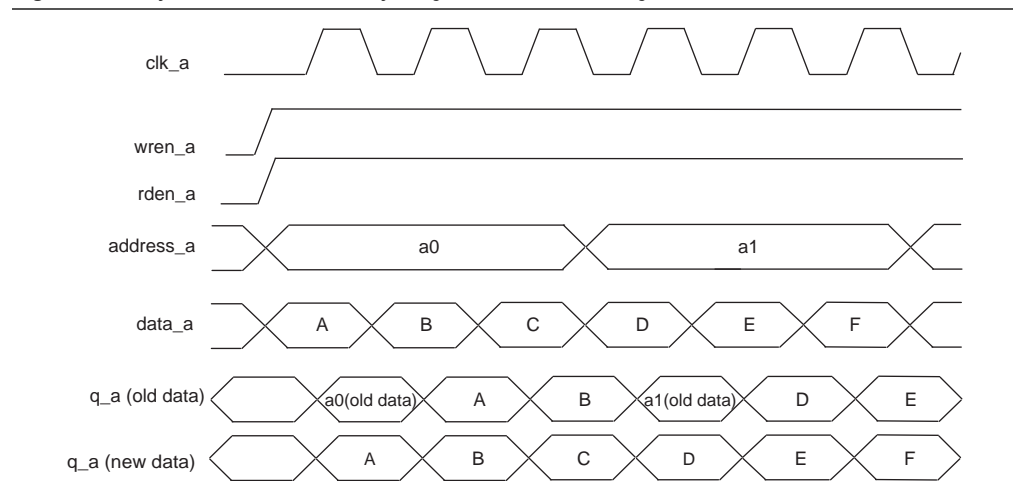 clk_a
wren_a
rden_a
address_a a0 a1
data_a A B C D E F
q_a (old data) a0(old data) A B a1(old data) D E
q_a (new data) A B C D E F